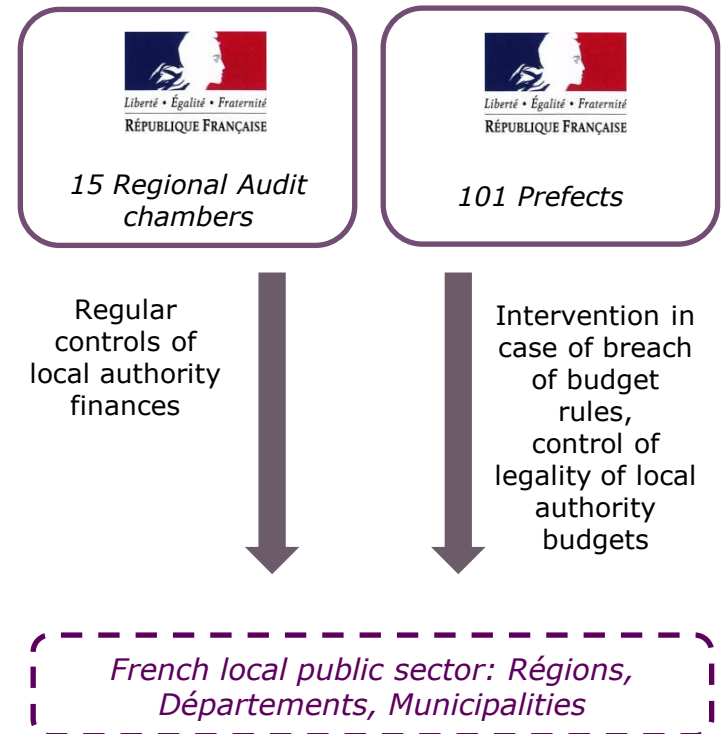 Liberté • Égalité • Fraternité
RÉPUBLIQUE FRANÇAISE
15 Regional Audit
chambers
Liberté • Égalité • Fraternité
RÉPUBLIQUE FRANÇAISE
101 Prefects
Regular
controls of
local authority
finances
Intervention in
case of breach
of budget
rules,
control of
legality of local
authority
budgets
French local public sector: Régions,
Départements, Municipalities